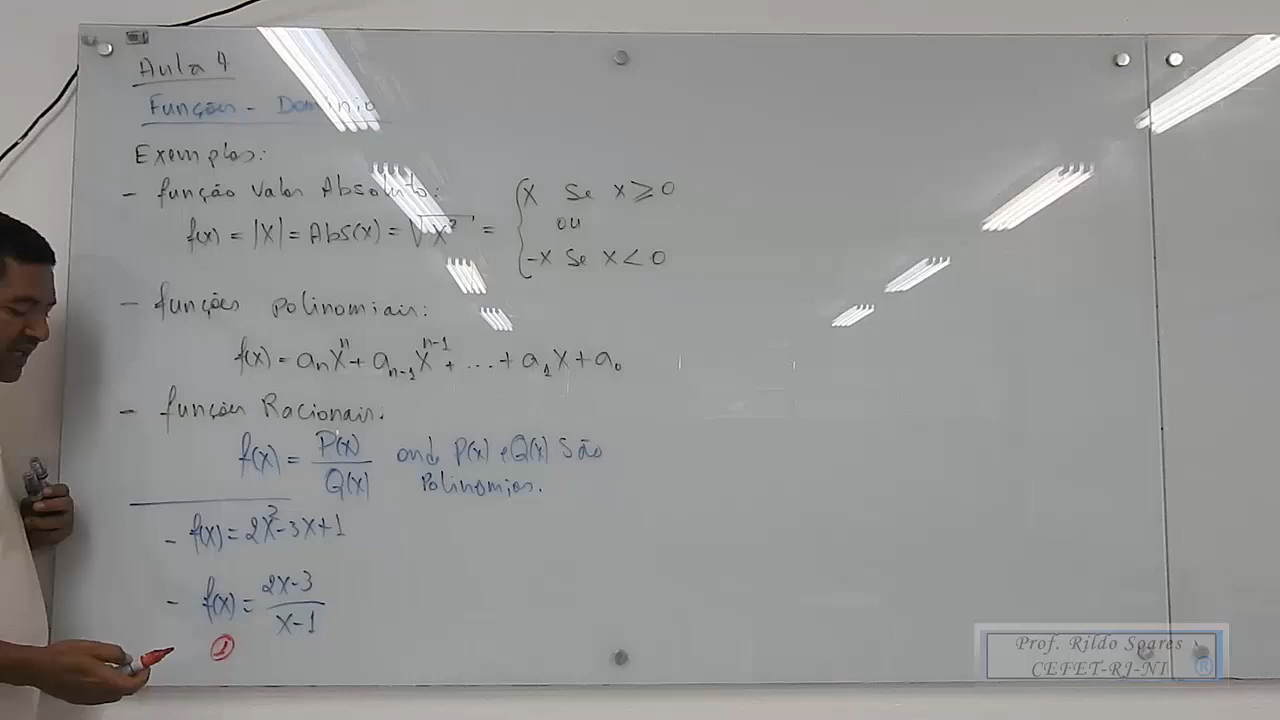 Aula 4
Funções - Domínio
Exemplos:
- função Valor Absoluto:
f(x) = |x| = Abs(x) = √x² = { x se x ≥ 0
ou
-x se x < 0
- funções Polinomiais:
f(x) = aₙxⁿ + aₙ₋₁xⁿ⁻¹ + ... + a₁x + a₀
- funções Racionais:
f(x) = P(x)/Q(x) onde P(x) e Q(x) são
Polinômios.
- f(x) = 2x² - 3x + 1
- f(x) = (2x-3)/(x-1)
①
Prof. Rildo Soares
CEFET-RJ-NI ®